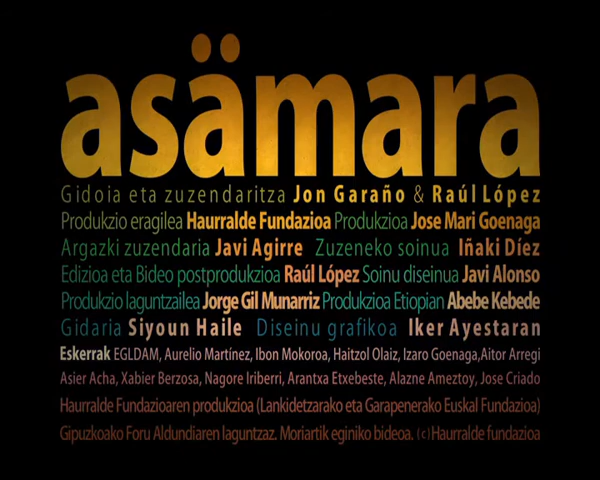 asämara
Gidoia eta zuzendaritza Jon Garaño & Raúl López
Produkzio eragilea Haurralde Fundazioa Produkzioa Jose Mari Goenaga
Argazki zuzendaria Javi Agirre Zuzeneko soinua Iñaki Díez
Edizioa eta Bideo postprodukzioa Raúl López Soinu diseinua Javi Alonso
Produkzio laguntzailea Jorge Gil Munarriz Produkzioa Etiopian Abebe Kebede
Gidaria Siyoun Haile Diseinu grafikoa Iker Ayestaran
Eskerrak EGLDAM, Aurelio Martínez, Ibon Mokoroa, Haitzol Olaiz, Izaro Goenaga,Aitor Arregi
Asier Acha, Xabier Berzosa, Nagore Iriberri, Arantxa Etxebeste, Alazne Ameztoy, Jose Criado
Haurralde Fundazioaren produkzioa (Lankidetzarako eta Garapenerako Euskal Fundazioa)
Gipuzkoako Foru Aldundiaren laguntzaz. Moriartik eginiko bideoa. (c) Haurralde fundazioa